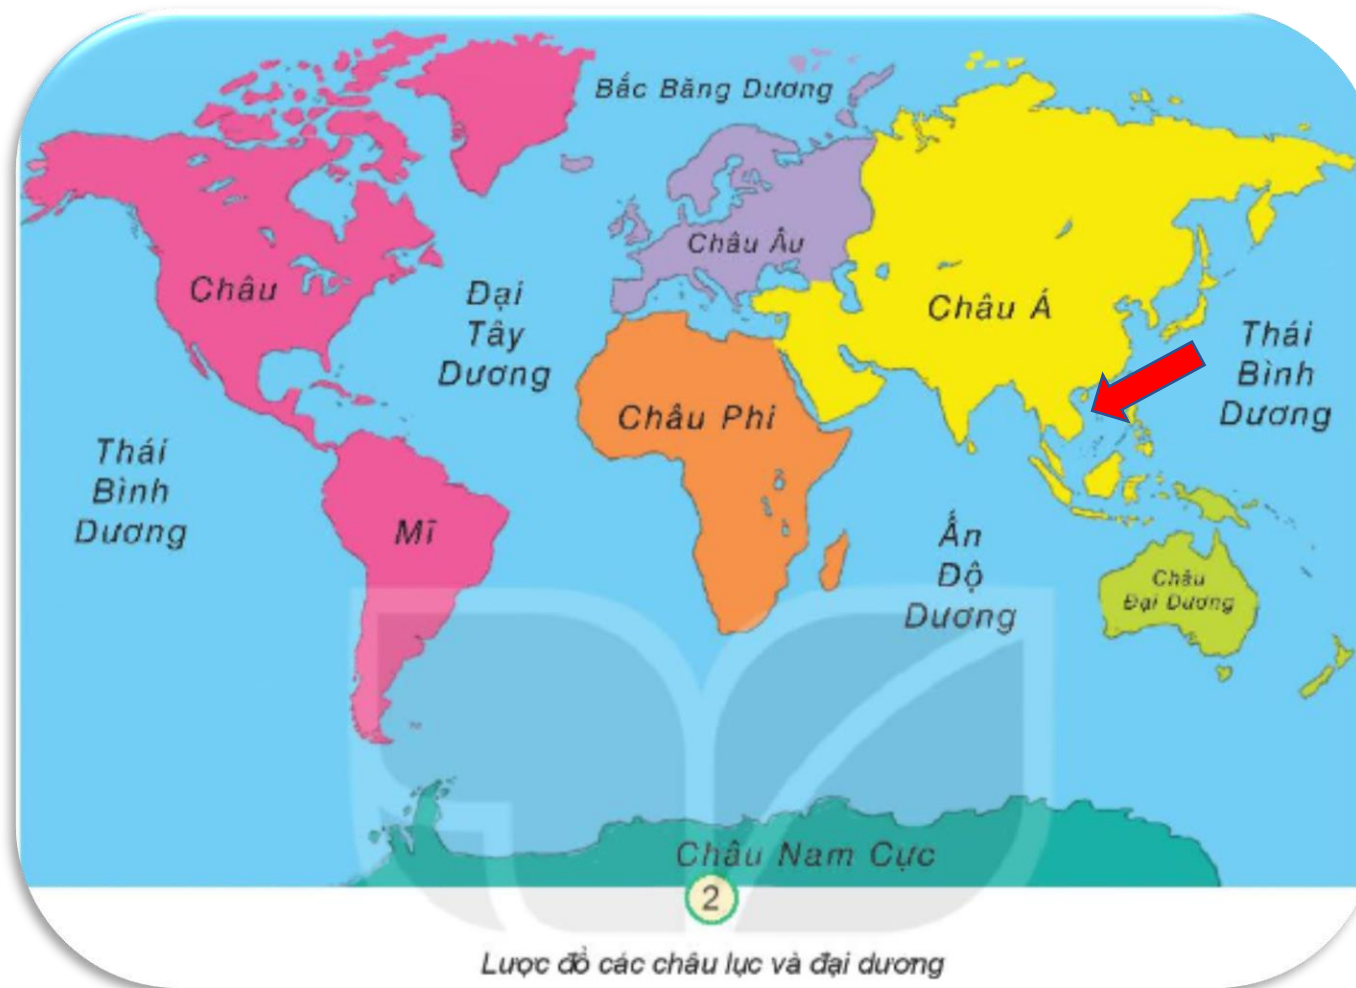 Bắc Băng Dương
Châu Âu
Châu
Đại
Tây
Dương
Châu Á
Thái
Bình
Dương
Châu Phi
Thái
Bình
Dương
Mĩ
Ấn
Độ
Dương
Châu
Đại Dương
Châu Nam Cực
2
Lược đồ các châu lục và đại dương